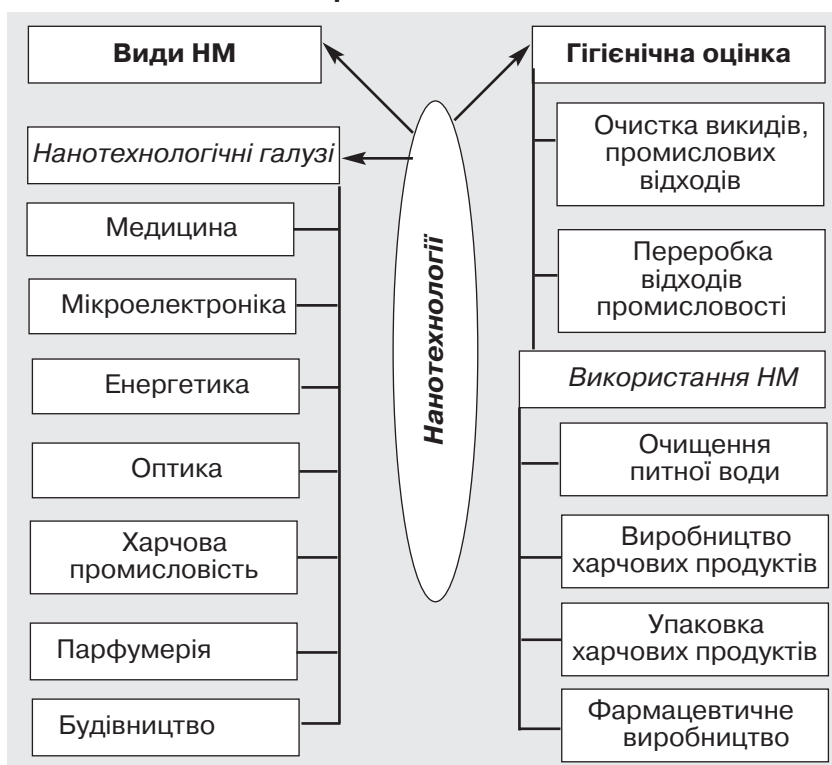 Види НМ
Нанотехнологічні галузі
Медицина
Мікроелектроніка
Енергетика
Оптика
Харчова
промисловість
Парфумерія
Будівництво
Нанотехнології
Гігієнічна оцінка
Очистка викидів,
промислових
відходів
Переробка
відходів
промисловості
Використання НМ
Очищення
питної води
Виробництво
харчових продуктів
Упаковка
харчових продуктів
Фармацевтичне
виробництво